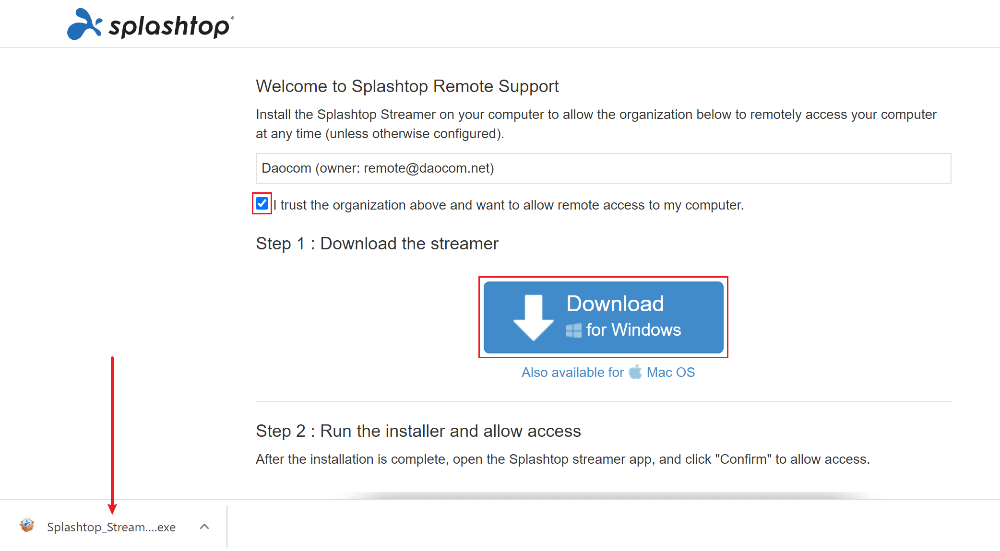 splashtop®
Welcome to Splashtop Remote Support
Install the Splashtop Streamer on your computer to allow the organization below to remotely access your computer
at any time (unless otherwise configured).
Daocom (owner: remote@daocom.net)
I trust the organization above and want to allow remote access to my computer.
Step 1 : Download the streamer
Download
for Windows
Also available for Mac OS
Step 2 : Run the installer and allow access
After the installation is complete, open the Splashtop streamer app, and click "Confirm" to allow access.
Splashtop_Stream....exe